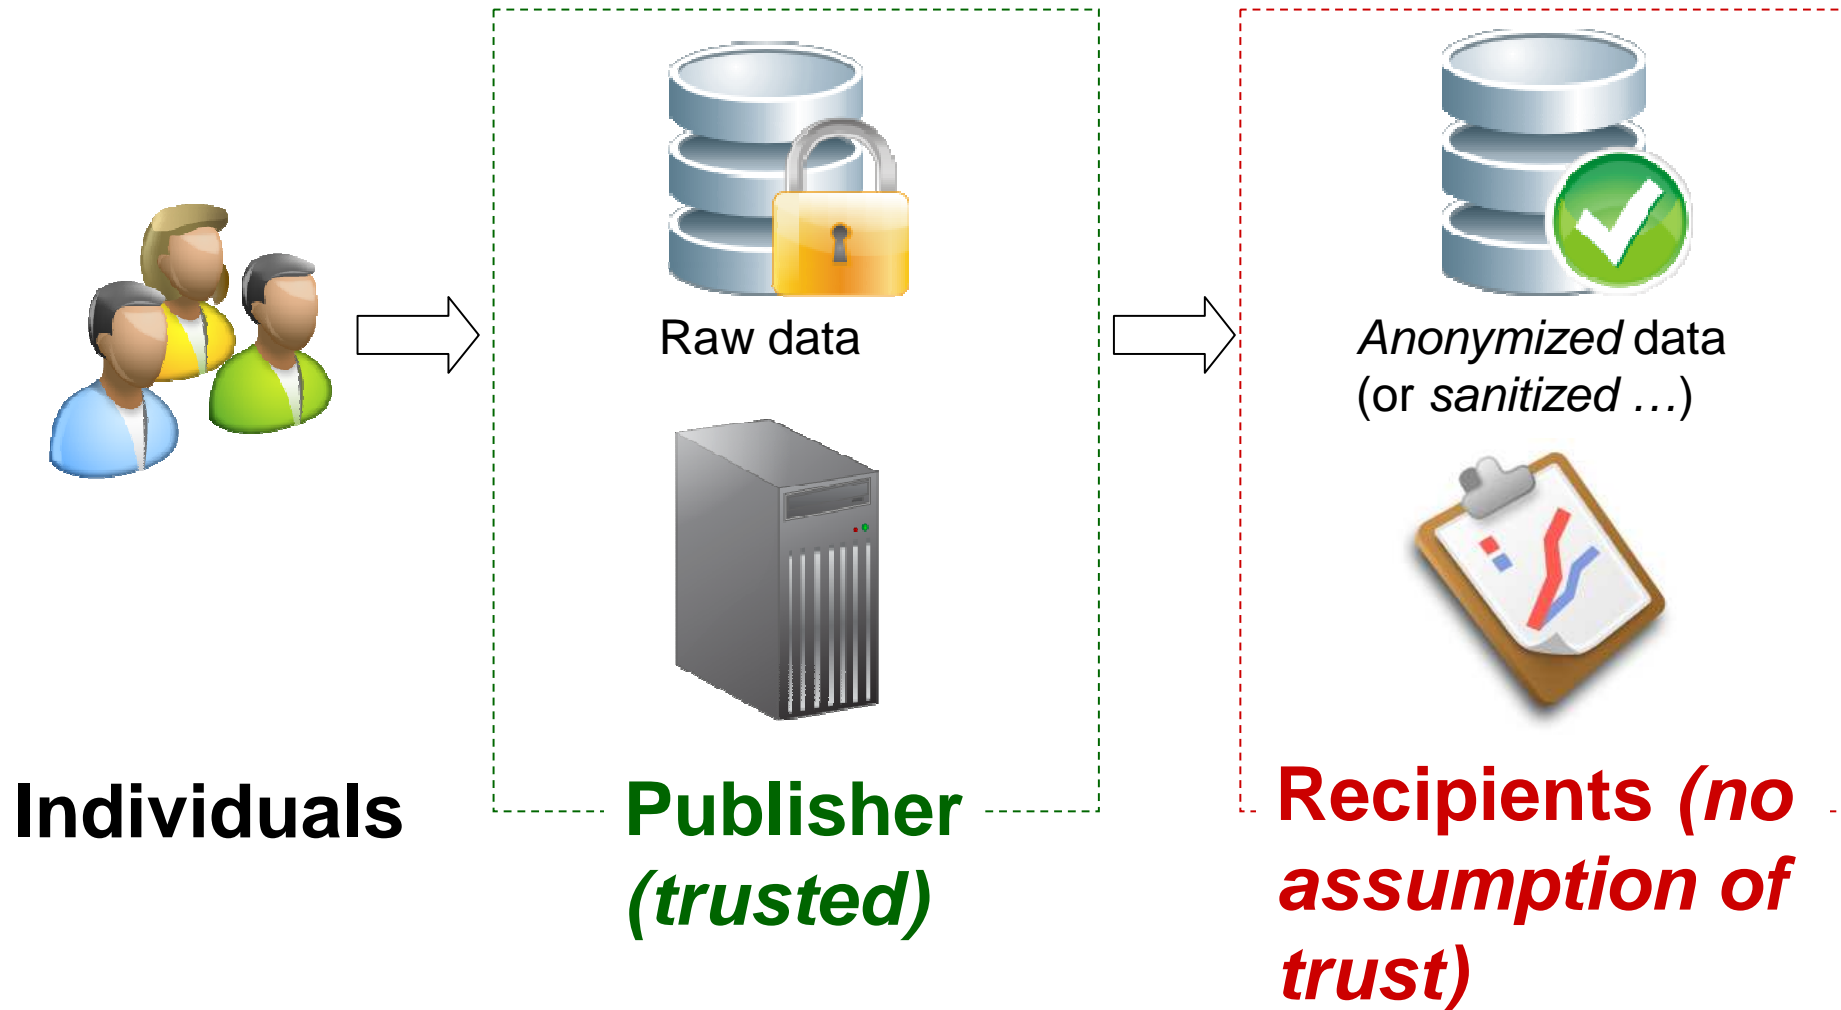 Raw data
Anonymized data
(or sanitized …)
Individuals
Publisher
(trusted)
Recipients (no
assumption of
trust)